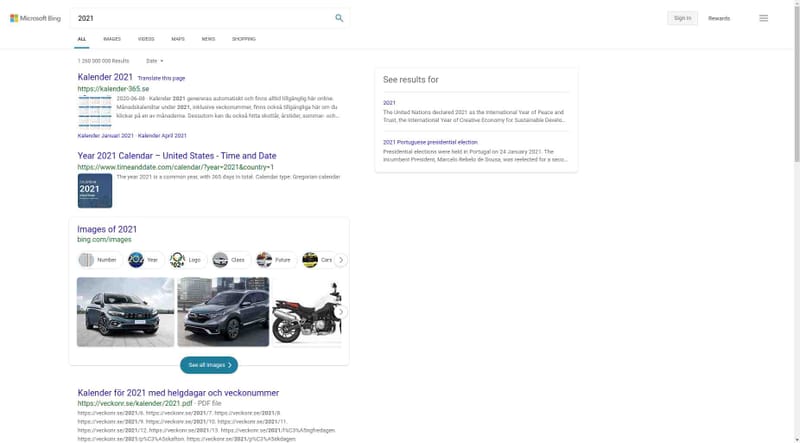 Microsoft Bing
2021
Sign in
Rewards
ALL
IMAGES
VIDEOS
MAPS
NEWS
SHOPPING
1 260 000 000 Results
Date
Kalender 2021 Translate this page
https://kalender-365.se
2020-06-08 · Kalender 2021 genereras automatiskt och finns alltid tillgänglig här online.
Månadskalendrar under 2021, inklusive veckonummer, finns också tillgängliga här om du
klickar på en av månaderna. Dessutom kan du också hitta skottår, årstider, sommar- och…
Kalender Januari 2021 · Kalender April 2021
Year 2021 Calendar – United States - Time and Date
https://www.timeanddate.com/calendar/?year=2021&country=1
2021
The year 2021 is a common year, with 365 days in total. Calendar type: Gregorian calendar
Images of 2021
bing.com/images
Number
Year
Logo
Class
Future
Cars
See all images
Kalender för 2021 med helgdagar och veckonummer
https://veckonr.se/kalender/2021.pdf · PDF file
https://veckonr.se/2021/6. https://veckonr.se/2021/7. https://veckonr.se/2021/8.
https://veckonr.se/2021/9. https://veckonr.se/2021/10. https://veckonr.se/2021/11.
https://veckonr.se/2021/12. https://veckonr.se/2021/13. https://veckonr.se/2021/l%C3%A5ngfredagen.
https://veckonr.se/2021/p%C3%A5skafton. https://veckonr.se/2021/p%C3%A5skdagen.
See results for
2021
The United Nations declared 2021 as the International Year of Peace and
Trust, the International Year of Creative Economy for Sustainable Develo…
2021 Portuguese presidential election
Presidential elections were held in Portugal on 24 January 2021. The
incumbent President, Marcelo Rebelo de Sousa, was reelected for a seco…